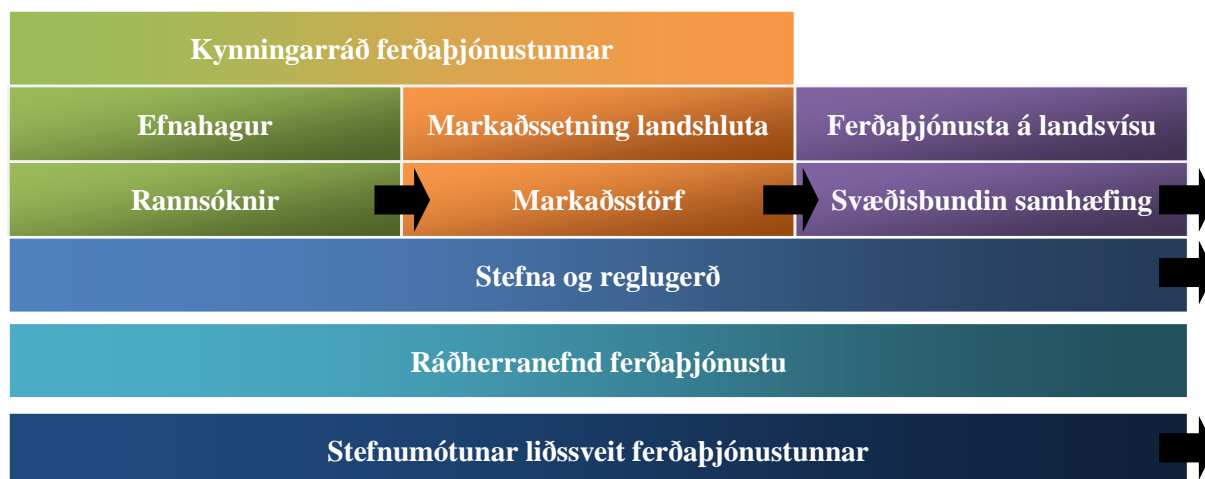 Kynningarráð ferðaþjónustunnar
Efnahagur
Markaðssetning landshluta
Ferðaþjónusta á landsvísu
Rannsóknir
Markaðsstörf
Svæðisbundin samhæfing
Stefna og reglugerð
Ráðherranefnd ferðaþjónustu
Stefnumótunar liðssveit ferðaþjónustunnar